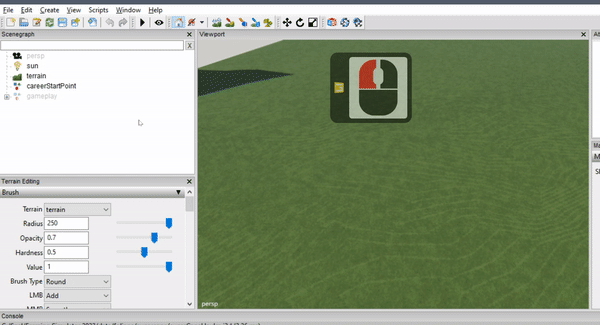 File Edit Create View Scripts Window Help
Scenegraph
X
persp
sun
terrain
careerStartPoint
gameplay
Viewport
persp
Terrain Editing
Brush
Terrain terrain
Radius 250
Opacity 0.7
Hardness 0.5
Value 1
Brush Type Round
LMB Add
Console